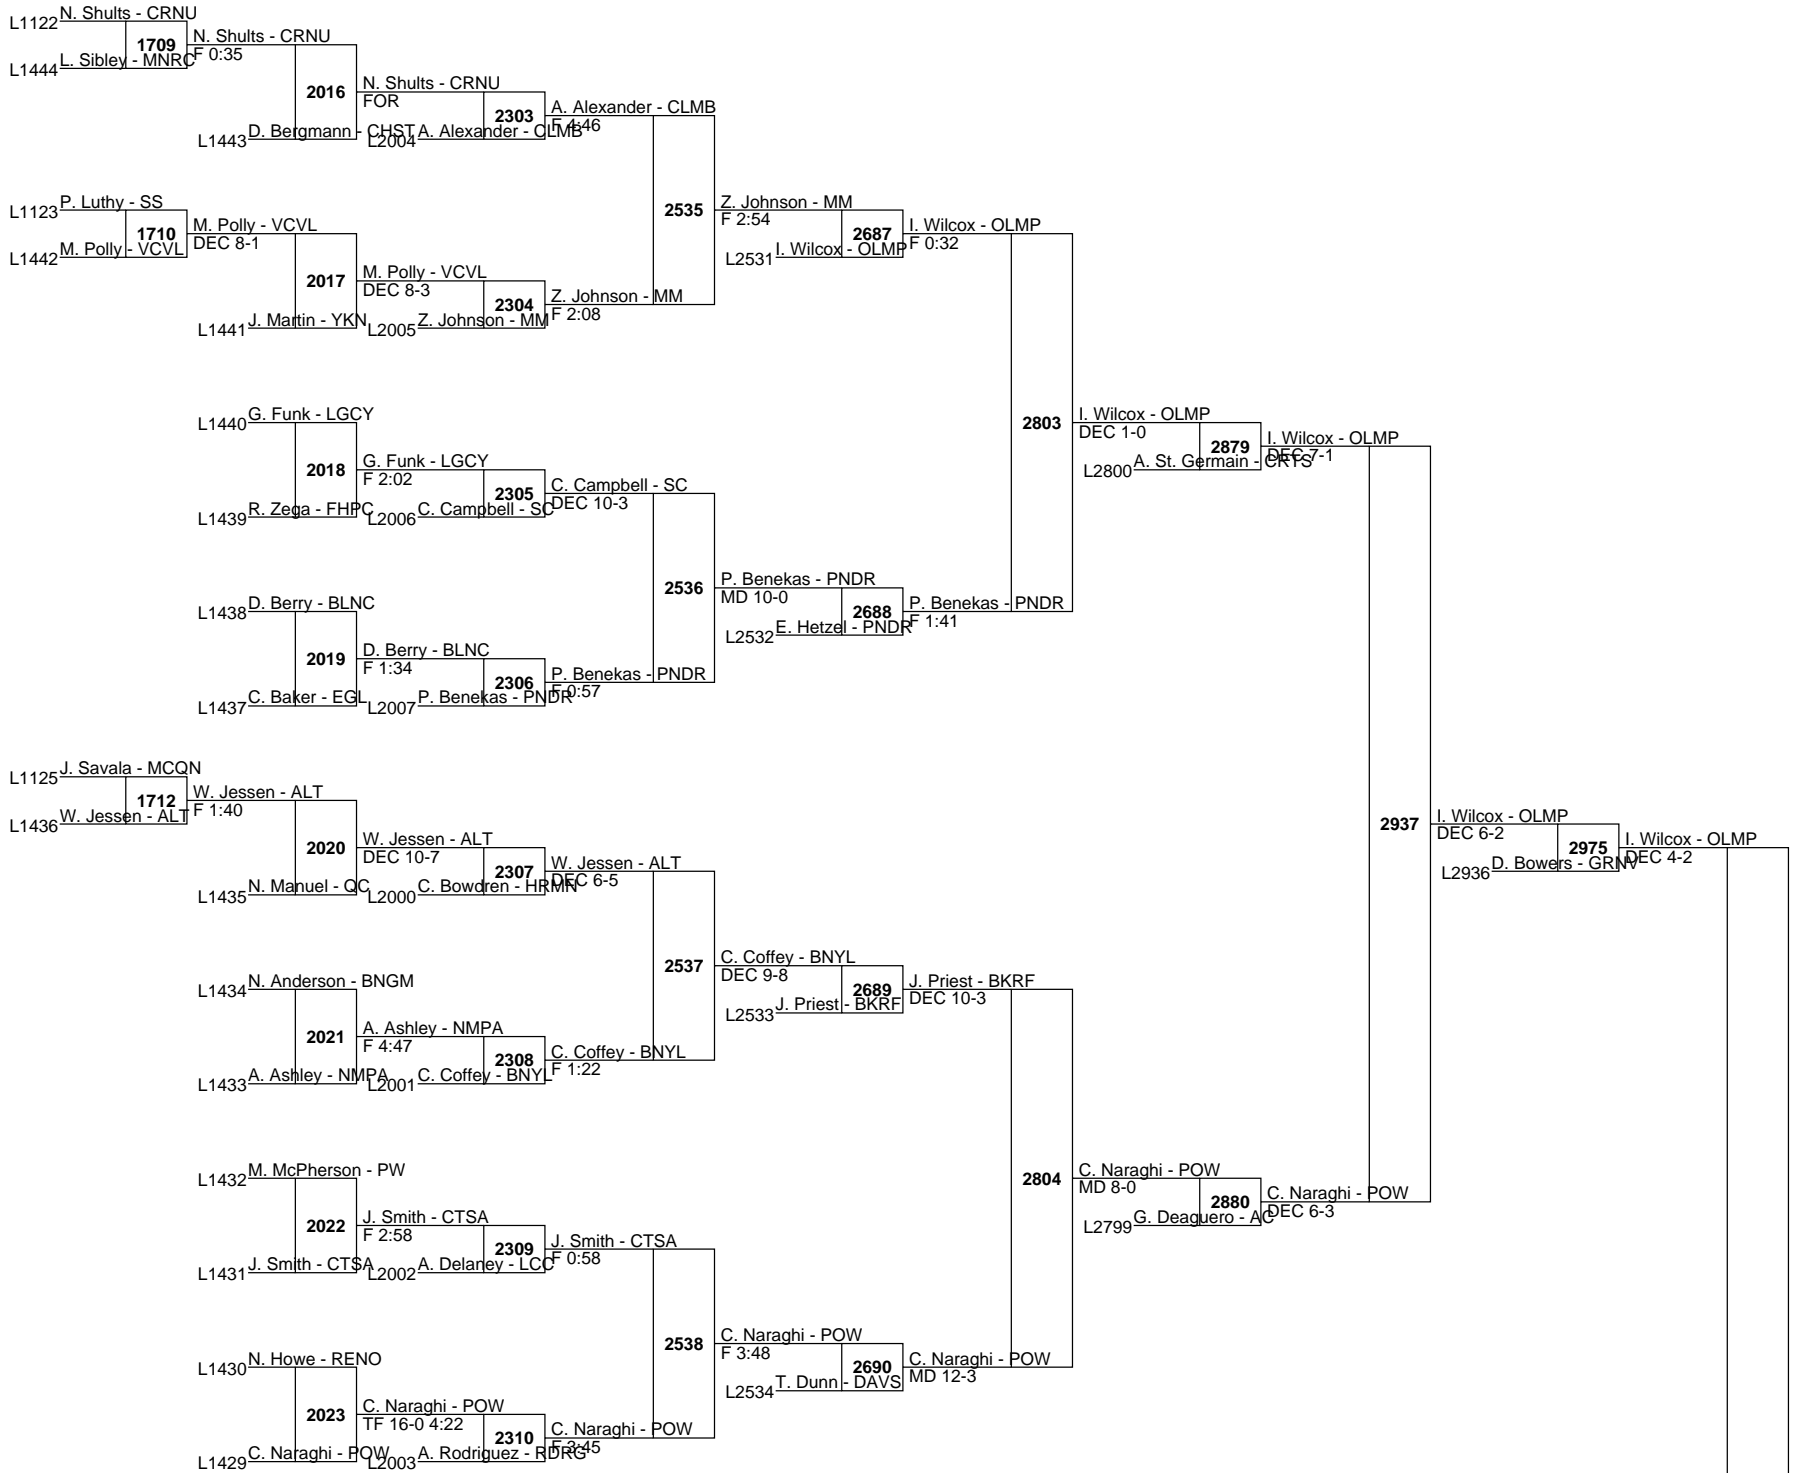 N. Shults - CRNU
L1122
1709
N. Shults - CRNU
F 0:35
L. Sibley - MNRC
L1444
2016
N. Shults - CRNU
FOR
2303
A. Alexander - CLMB
F 4:46
D. Bergmann - CHST
L1443
A. Alexander - CLMB
L2004
P. Luthy - SS
L1123
1710
M. Polly - VCVL
DEC 8-1
M. Polly - VCVL
L1442
2535
Z. Johnson - MM
F 2:54
2687
I. Wilcox - OLMP
F 0:32
I. Wilcox - OLMP
L2531
2017
M. Polly - VCVL
DEC 8-3
2304
Z. Johnson - MM
F 2:08
J. Martin - YKN
L1441
Z. Johnson - MM
L2005
G. Funk - LGCY
L1440
2803
I. Wilcox - OLMP
DEC 1-0
2879
I. Wilcox - OLMP
DEC 7-1
A. St. Germain - CRTS
L2800
2018
G. Funk - LGCY
F 2:02
2305
C. Campbell - SC
DEC 10-3
R. Zega - FHPC
L1439
C. Campbell - SC
L2006
2536
P. Benekas - PNDR
MD 10-0
2688
P. Benekas - PNDR
F 1:41
E. Hetzel - PNDR
L2532
D. Berry - BLNC
L1438
2019
D. Berry - BLNC
F 1:34
2306
P. Benekas - PNDR
F 0:57
C. Baker - EGL
L1437
P. Benekas - PNDR
L2007
J. Savala - MCQN
L1125
1712
W. Jessen - ALT
F 1:40
W. Jessen - ALT
L1436
2937
I. Wilcox - OLMP
DEC 6-2
2975
I. Wilcox - OLMP
DEC 4-2
D. Bowers - GRNV
L2936
2020
W. Jessen - ALT
DEC 10-7
2307
W. Jessen - ALT
DEC 6-5
N. Manuel - QC
L1435
C. Bowdren - HRMN
L2000
2537
C. Coffey - BNYL
DEC 9-8
2689
J. Priest - BKRF
DEC 10-3
J. Priest - BKRF
L2533
N. Anderson - BNGM
L1434
2021
A. Ashley - NMPA
F 4:47
2308
C. Coffey - BNYL
F 1:22
A. Ashley - NMPA
L1433
C. Coffey - BNYL
L2001
M. McPherson - PW
L1432
2804
C. Naraghi - POW
MD 8-0
2880
C. Naraghi - POW
DEC 6-3
G. Deaguero - AC
L2799
2022
J. Smith - CTSA
F 2:58
2309
J. Smith - CTSA
F 0:58
J. Smith - CTSA
L1431
A. Delaney - LCC
L2002
2538
C. Naraghi - POW
F 3:48
2690
C. Naraghi - POW
MD 12-3
T. Dunn - DAVS
L2534
N. Howe - RENO
L1430
2023
C. Naraghi - POW
TF 16-0 4:22
2310
C. Naraghi - POW
F 3:45
C. Naraghi - POW
L1429
A. Rodriguez - RDRG
L2003